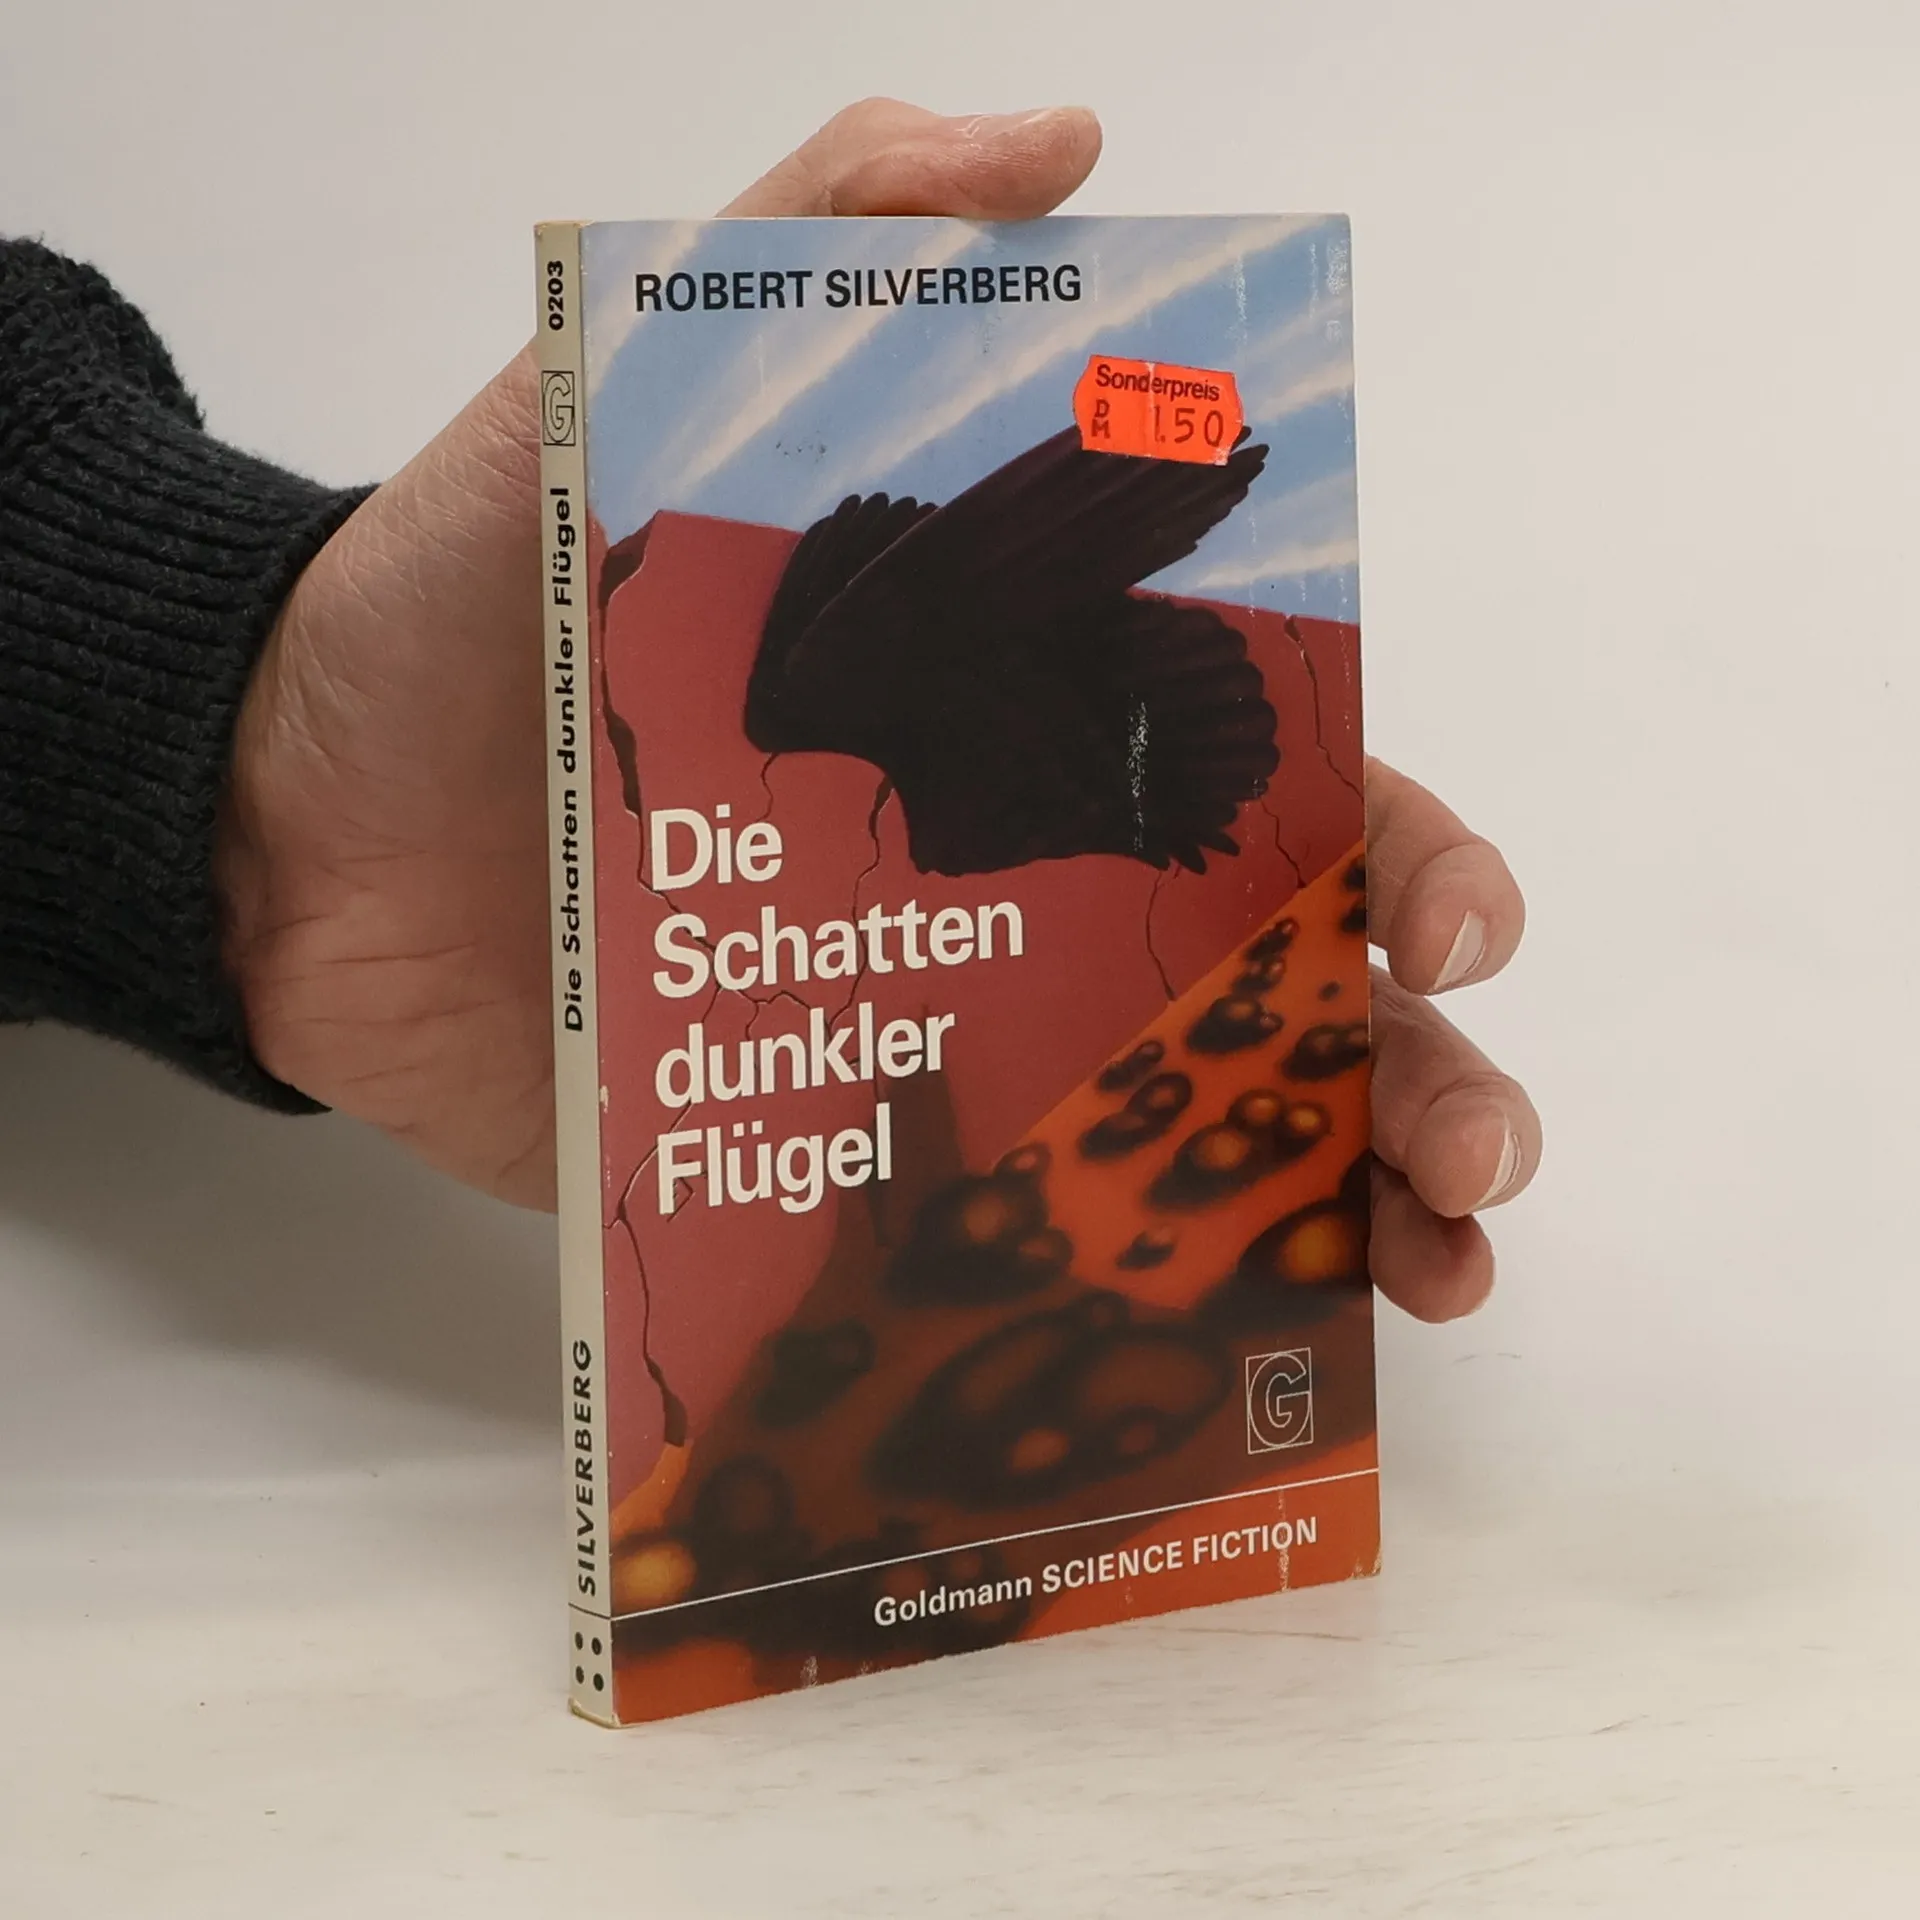 ROBERT SILVERBERG
Sonderpreis
DM 1.50
Die
Schatten
dunkler
Flügel
G
Goldmann SCIENCE FICTION
0203
G
Die Schatten dunkler Flügel
SILVERBERG